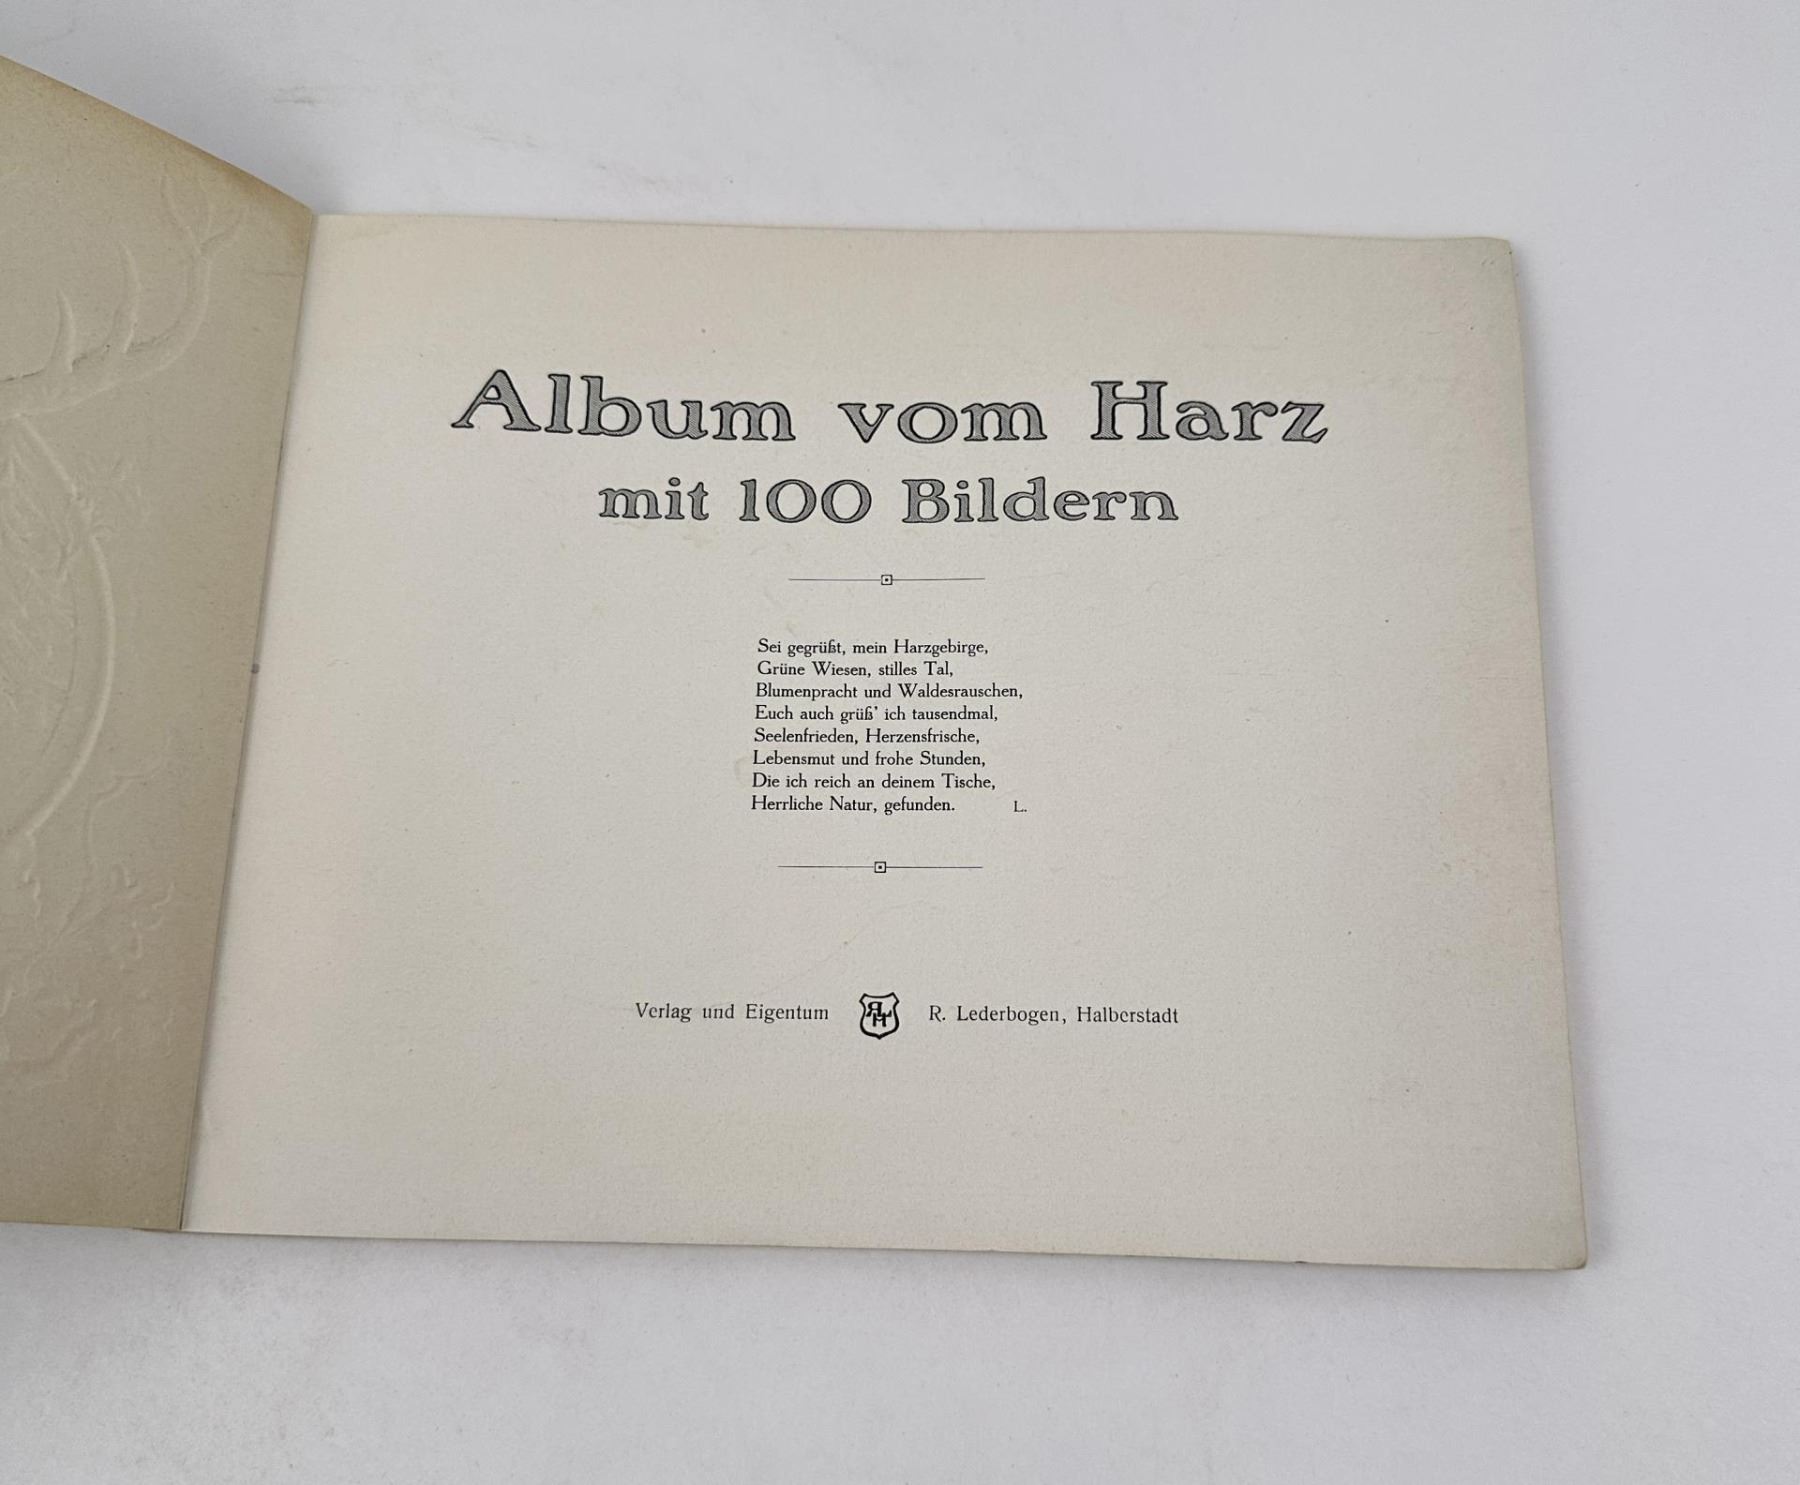 Album vom Harz
mit 100 Bildern
Sei gegrüßt, mein Harzgebirge,
Grüne Wiesen, stilles Tal,
Blumenpracht und Waldesrauschen,
Euch auch grüß' ich tausendmal,
Seelenfrieden, Herzensfrische,
Lebensmut und frohe Stunden,
Die ich reich an deinem Tische,
Herrliche Natur, gefunden. L.
Verlag und Eigentum RLH R. Lederbogen, Halberstadt